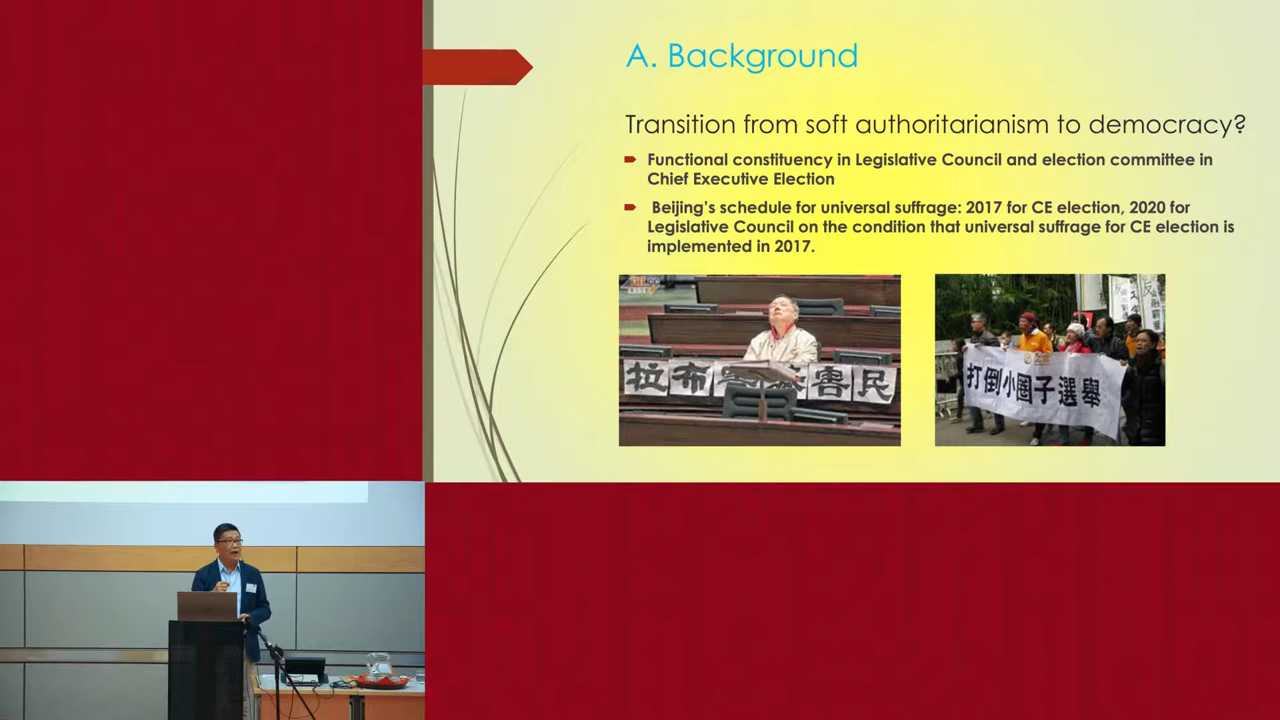 A. Background
Transition from soft authoritarianism to democracy?
Functional constituency in Legislative Council and election committee in
Chief Executive Election
Beijing's schedule for universal suffrage: 2017 for CE election, 2020 for
Legislative Council on the condition that universal suffrage for CE election is
implemented in 2017.
拉布
害民
打倒小圈子選舉